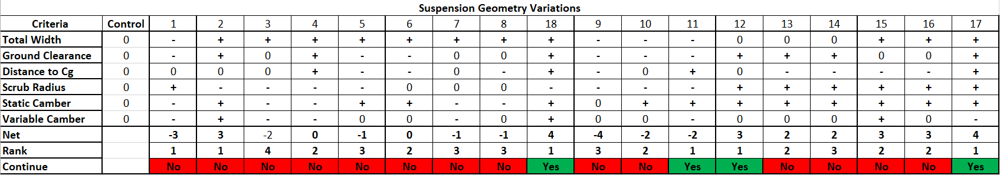 Suspension Geometry Variations
Criteria Control 1 2 3 4 5 6 7 8 18 9 10 11 12 13 14 15 16 17
Total Width 0 - + + + + + + + + - - - 0 0 0 + + +
Ground Clearance 0 - + 0 + - - 0 0 + - - - + + + 0 0 +
Distance to Cg 0 0 0 0 + - - 0 - + - 0 + 0 - - - - +
Scrub Radius 0 + - - - - 0 0 0 - - - - + + + + + +
Static Camber 0 - + - - + + - - + 0 + + + + + + + +
Variable Camber 0 - + - - 0 0 - 0 + 0 0 - 0 0 0 + 0 -
Net -3 3 -2 0 -1 0 -1 -1 4 -4 -2 -2 3 2 2 3 3 4
Rank 1 1 4 2 3 2 3 3 1 3 2 1 1 2 3 2 2 1
Continue No No No No No No No No Yes No No Yes Yes No No No No Yes